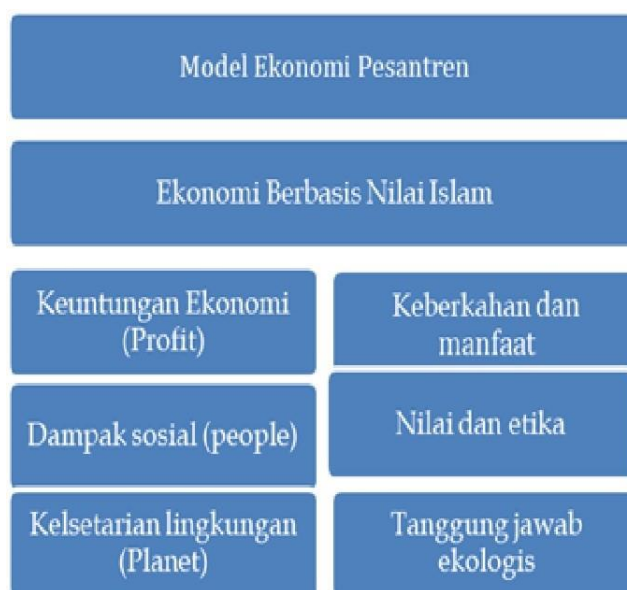 Model Ekonomi Pesantren
Ekonomi Berbasis Nilai Islam
Keuntungan Ekonomi
(Profit)
Keberkahan dan
manfaat
Dampak sosial (people)
Nilai dan etika
Kelsetarian lingkungan
(Planet)
Tanggung jawab
ekologis